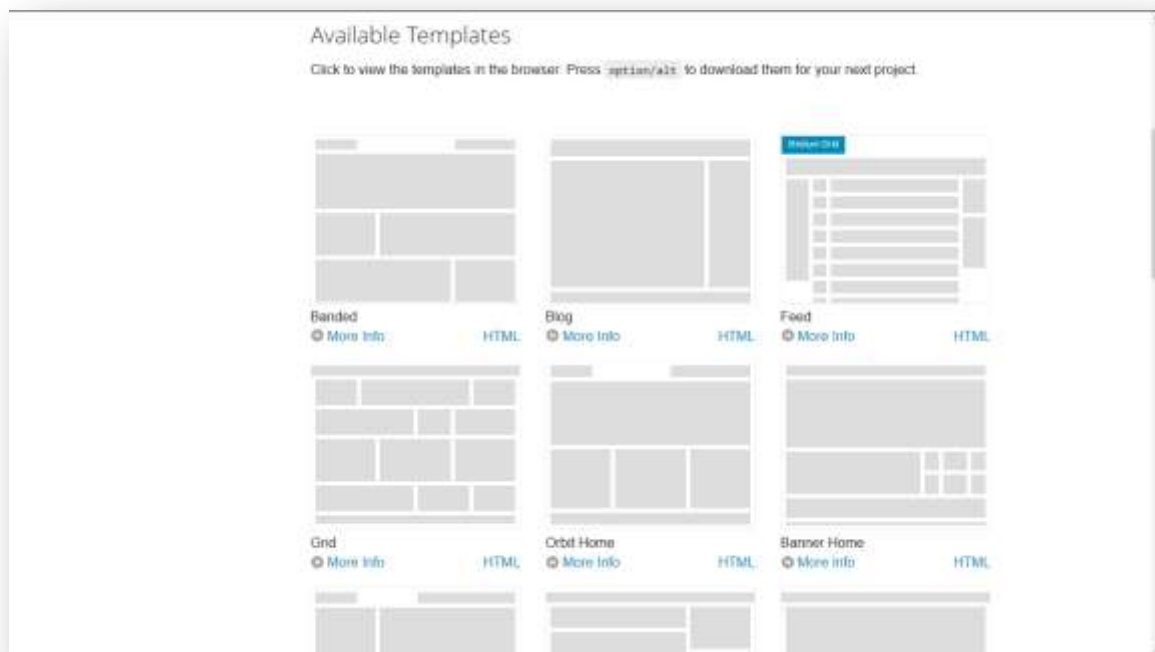 Available Templates
Click to view the templates in the browser. Press option/alt to download them for your next project.
Banded
More Info HTML
Blog
More Info HTML
Feed
More Info HTML
Grid
More Info HTML
Orbit Home
More Info HTML
Banner Home
More Info HTML